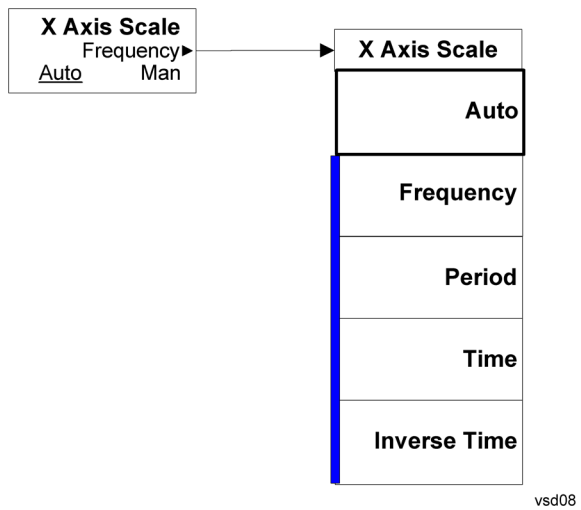 X Axis Scale
Frequency
Auto Man
X Axis Scale
Auto
Frequency
Period
Time
Inverse Time
vsd08